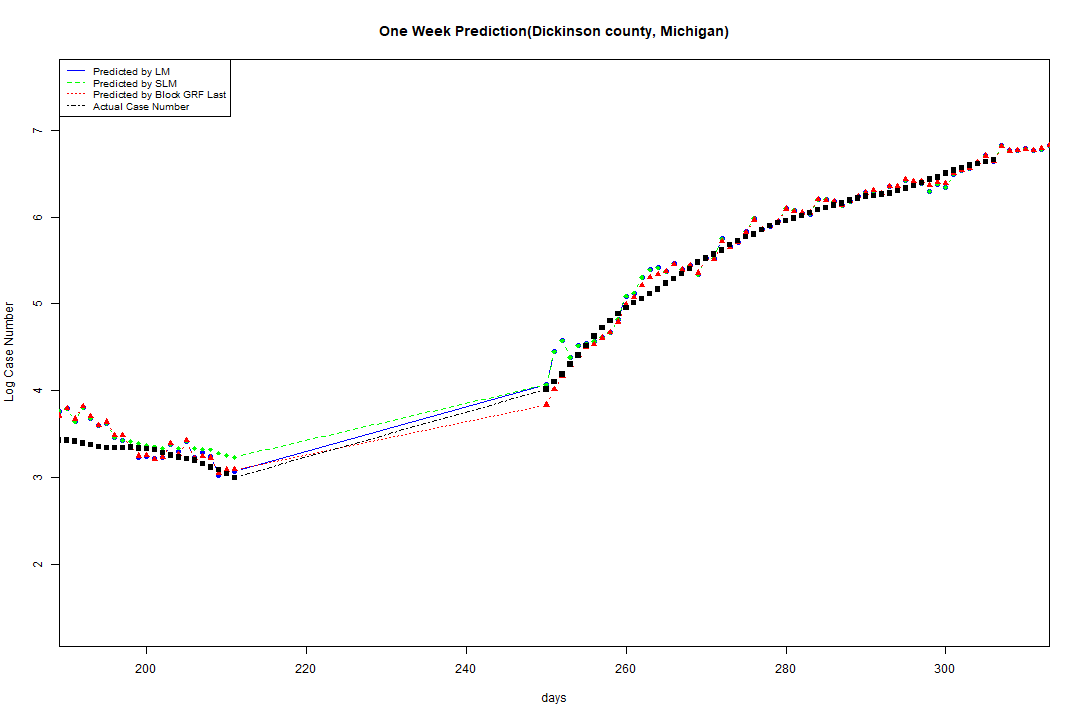 One Week Prediction(Dickinson county, Michigan)
Predicted by LM
Predicted by SLM
Predicted by Block GRF Last
Actual Case Number
7
6
5
4
3
2
Log Case Number
200 220 240 260 280 300
days